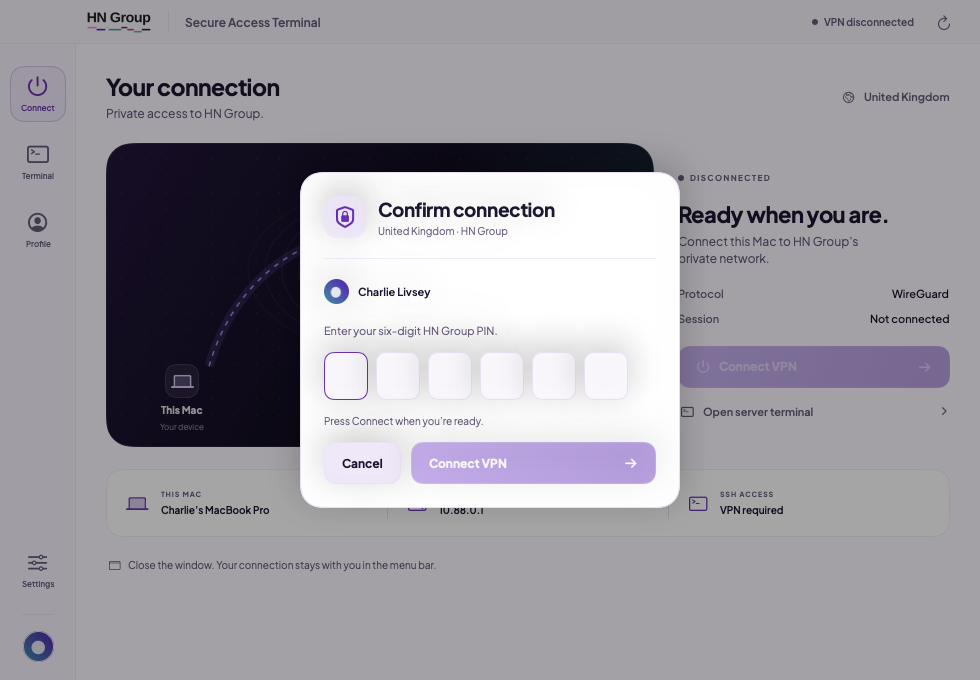 HN Group
Secure Access Terminal
VPN disconnected
Connect
Terminal
Profile
Settings
Your connection
Private access to HN Group.
United Kingdom
This Mac
Your device
DISCONNECTED
Ready when you are.
Connect this Mac to HN Group's
private network.
Protocol
WireGuard
Session
Not connected
Connect VPN
Open server terminal
Confirm connection
United Kingdom · HN Group
Charlie Livsey
Enter your six-digit HN Group PIN.
Press Connect when you're ready.
Cancel
Connect VPN
THIS MAC
Charlie's MacBook Pro
10.88.0.1
SSH ACCESS
VPN required
Close the window. Your connection stays with you in the menu bar.